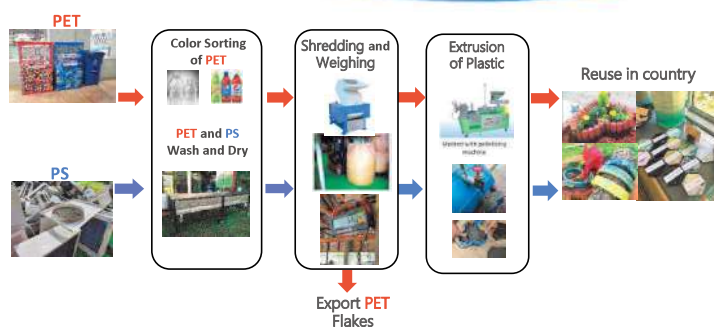 PET
Color Sorting
of PET
PET and PS
Wash and Dry
Shredding and
Weighing
Extrusion
of Plastic
machine
Reuse in country
PS
Export PET
Flakes